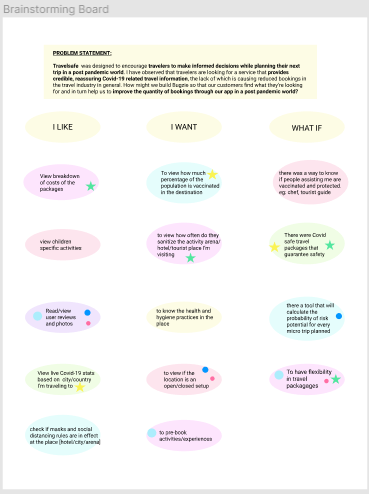 Brainstorming Board
PROBLEM STATEMENT:
Travelsafe was designed to encourage travelers to make informed decisions while planning their next
trip in a post pandemic world. I have observed that travelers are looking for a service that provides
credible, reassuring Covid-19 related travel information, the lack of which is causing reduced bookings in
the travel industry in general. How might we build Bugzie so that our customers find what they're looking
for and in turn help us to improve the quantity of bookings through our app in a post pandemic world?
I LIKE
I WANT
WHAT IF
View breakdown
of costs of the
packages
To view how much
percentage of the
population is vaccinated
in the destination
there was a way to know
if people assisting me are
vaccinated and protected.
eg: chef, tourist guide
view children
specific activities
to view how often do they
sanitize the activity arena/
hotel/tourist place I'm
visiting
There were Covid
safe travel
packages that
guarantee safety
Read/view
user reviews
and photos
to know the health and
hygiene practices in the
place
there a tool that will
calculate the
probability of risk
potential for every
micro trip planned
View live Covid-19 stats
based on city/country
I'm traveling to
to view if the
location is an
open/closed setup
To have flexibility
in travel
packagages
check if masks and social
distancing rules are in effect
at the place [hotel/city/arena]
to pre-book
activities/experiences